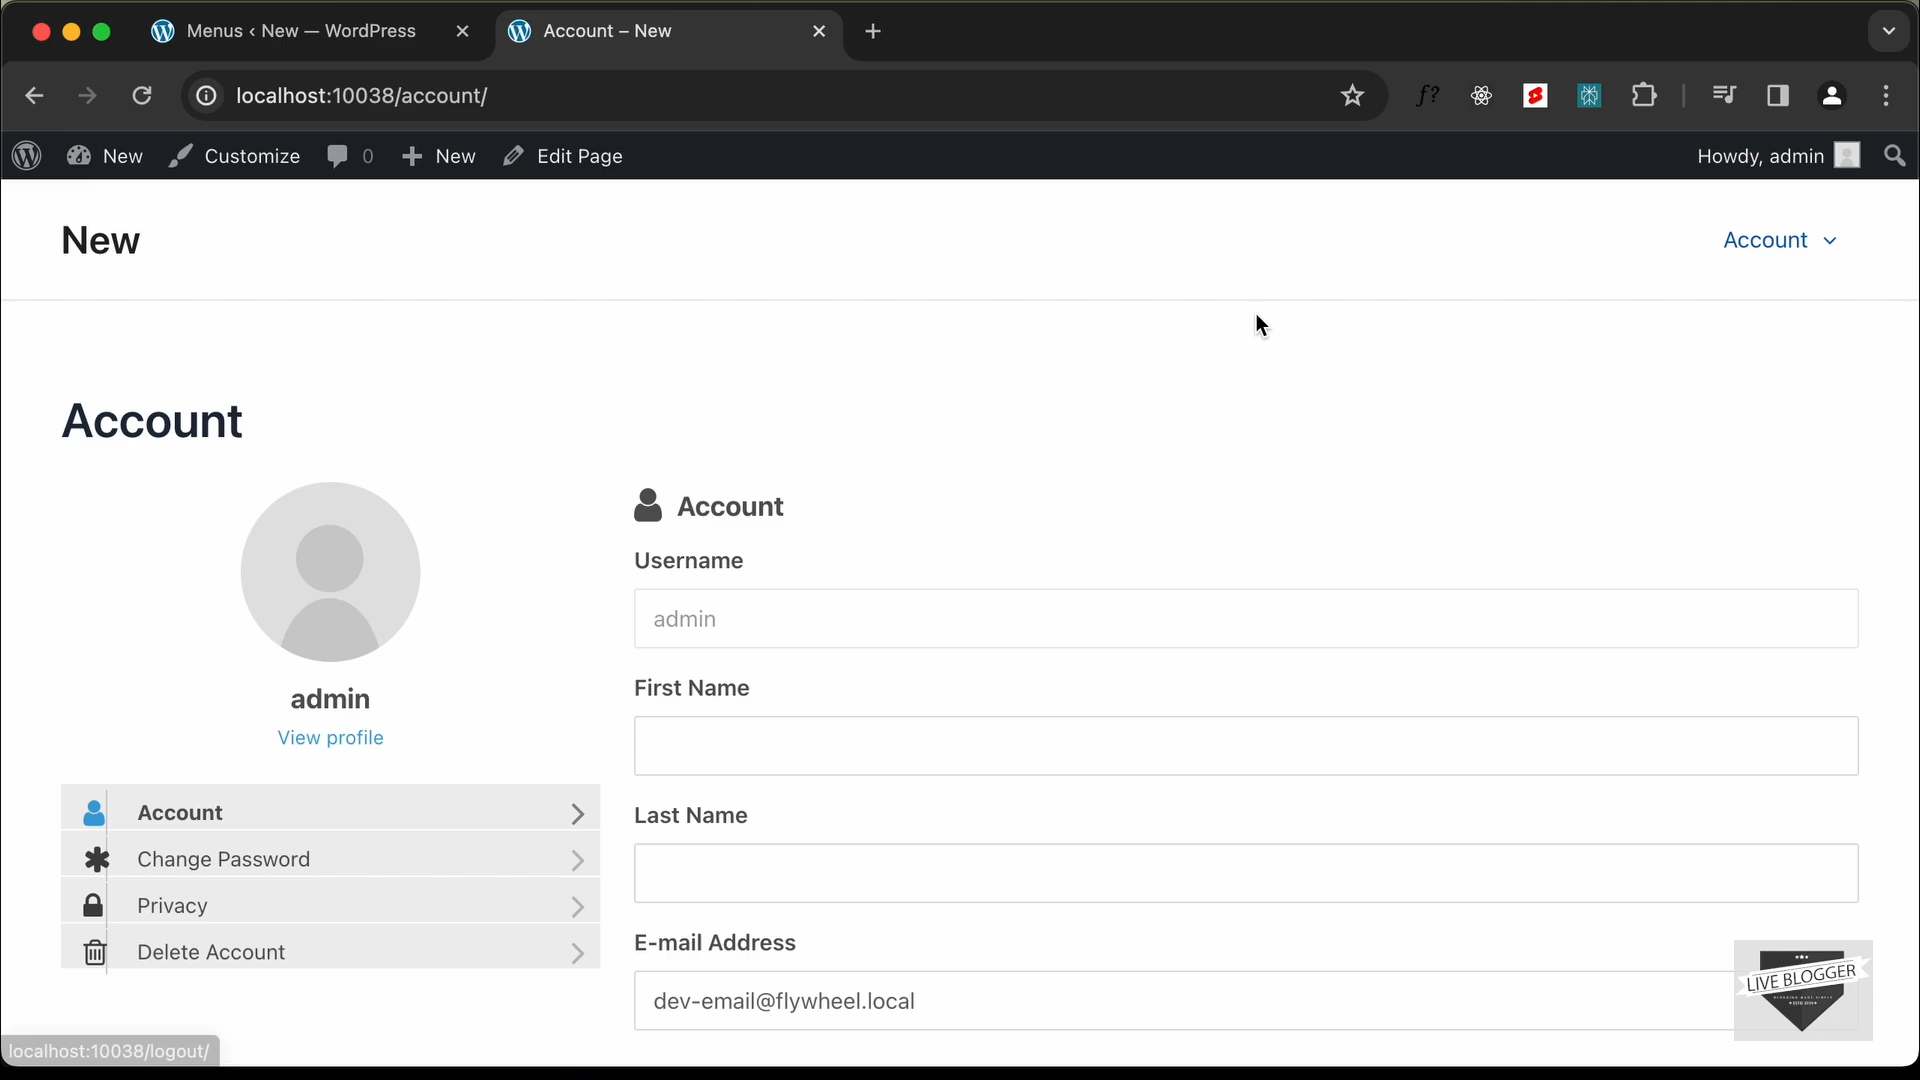 Menus ‹ New — WordPress
Account – New
localhost:10038/account/
f?
New
Customize
0
New
Edit Page
Howdy, admin
New
Account
Account
admin
View profile
Account
Change Password
Privacy
Delete Account
Account
Username
admin
First Name
Last Name
E-mail Address
dev-email@flywheel.local
LIVE BLOGGER
localhost:10038/logout/